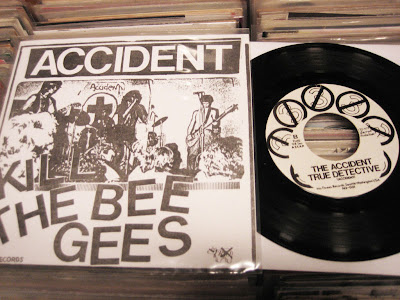 ACCIDENT
Accident
KILL
THE BEE
GEES
RECORDS
THE ACCIDENT
TRUE DETECTIVE